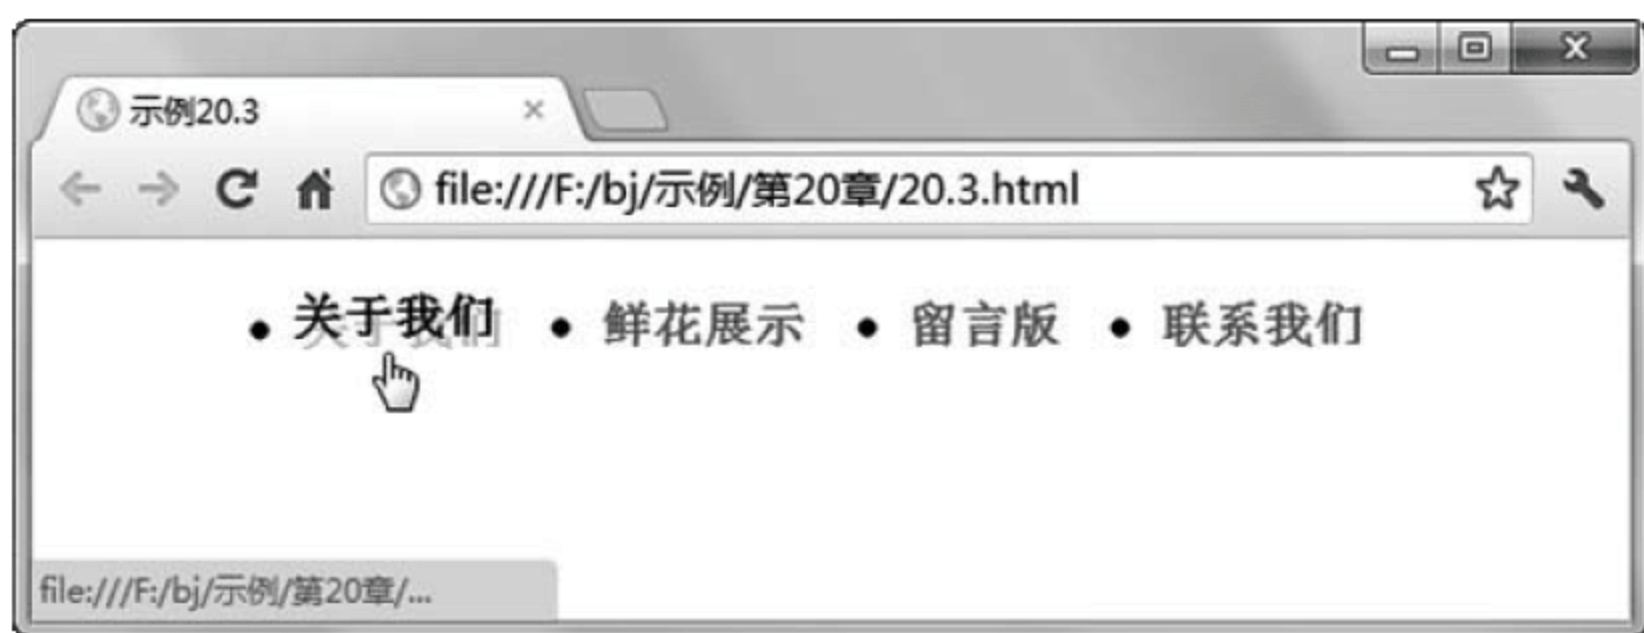 示例20.3
file:///F:/bj/示例/第20章/20.3.html
• 关于我们 • 鲜花展示 • 留言版 • 联系我们
file:///F:/bj/示例/第20章/...